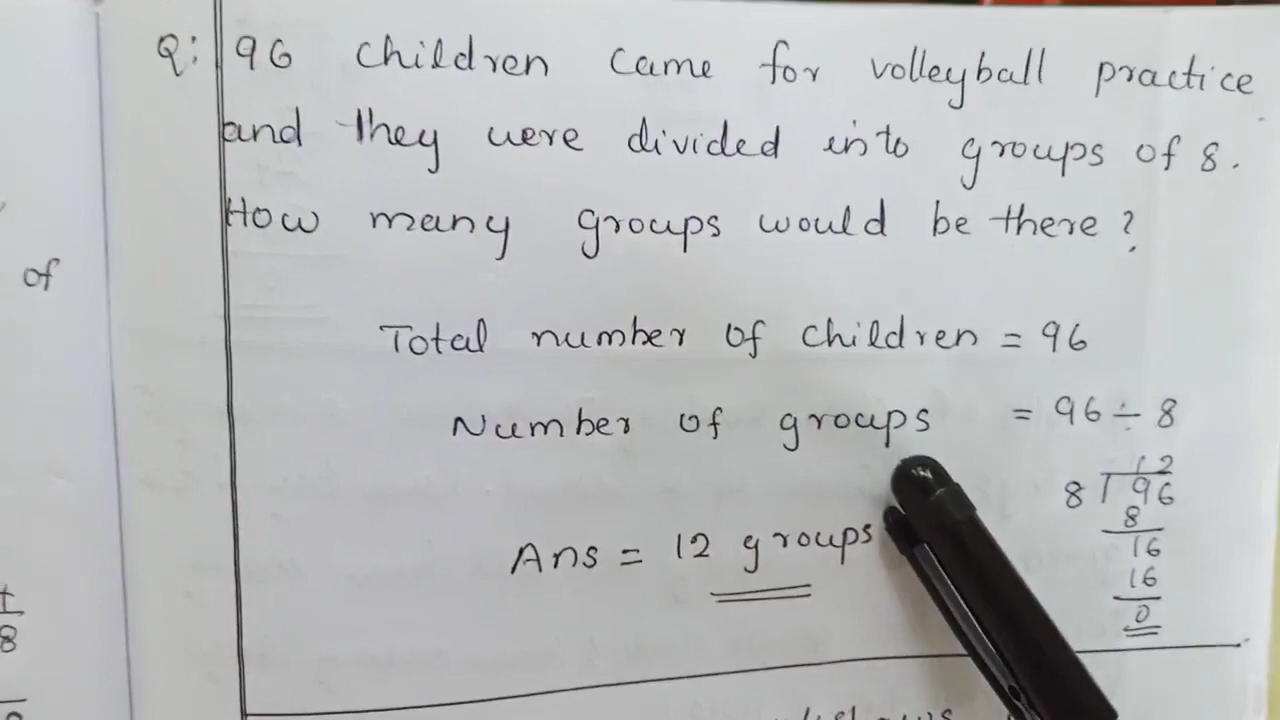 of
Q: 96 children came for volleyball practice
and they were divided into groups of 8.
How many groups would be there?
Total number of children = 96
Number of groups = 96 ÷ 8
12
8 96
8
16
16
0
Ans = 12 groups
8